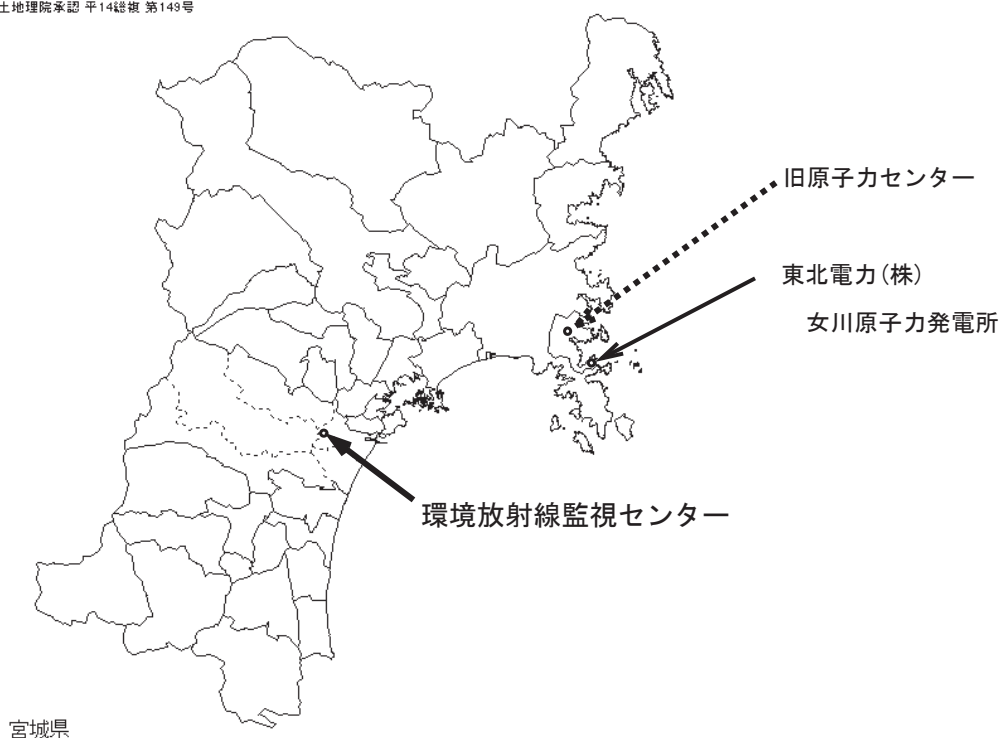 土地理院承認 平14総複 第149号
旧原子力センター
東北電力(株)
女川原子力発電所
環境放射線監視センター
宮城県